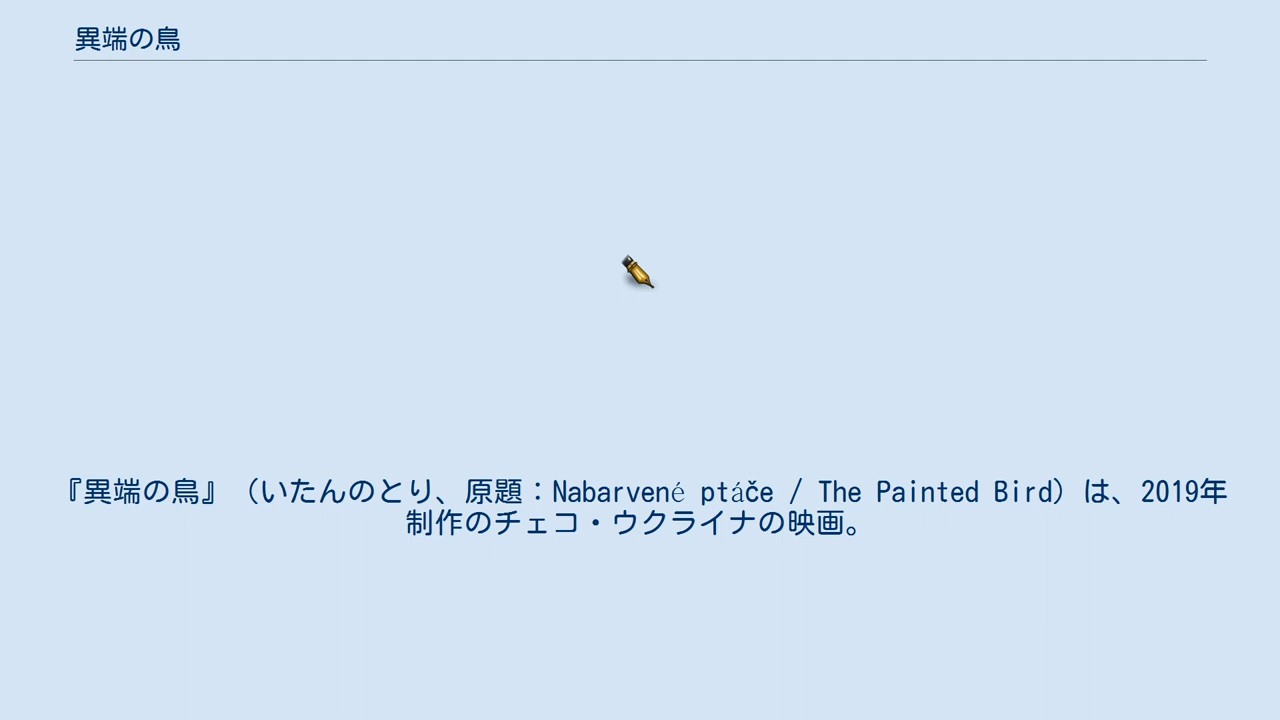 異端の鳥
『異端の鳥』（いたんのとり、原題：Nabarvené ptáče / The Painted Bird）は、2019年
制作のチェコ・ウクライナの映画。